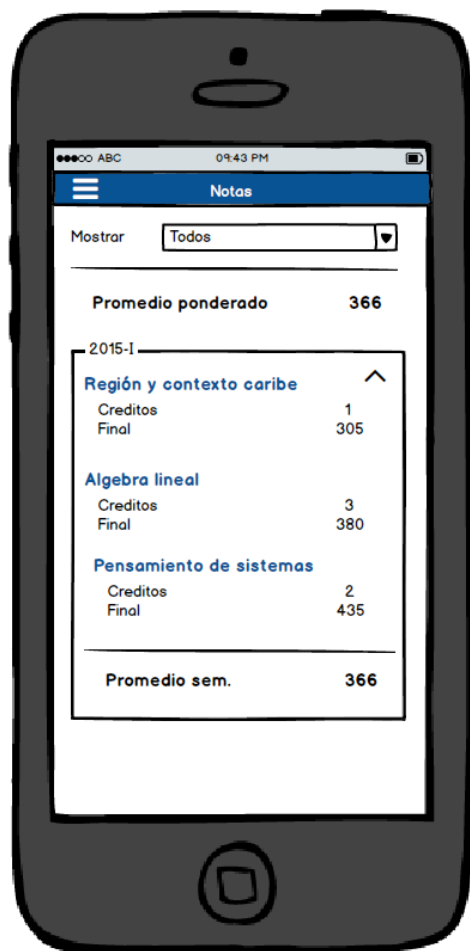 ABC 09:43 PM
Notas
Mostrar Todos
Promedio ponderado 366
2015-I
Región y contexto caribe
Creditos 1
Final 305
Algebra lineal
Creditos 3
Final 380
Pensamiento de sistemas
Creditos 2
Final 435
Promedio sem. 366